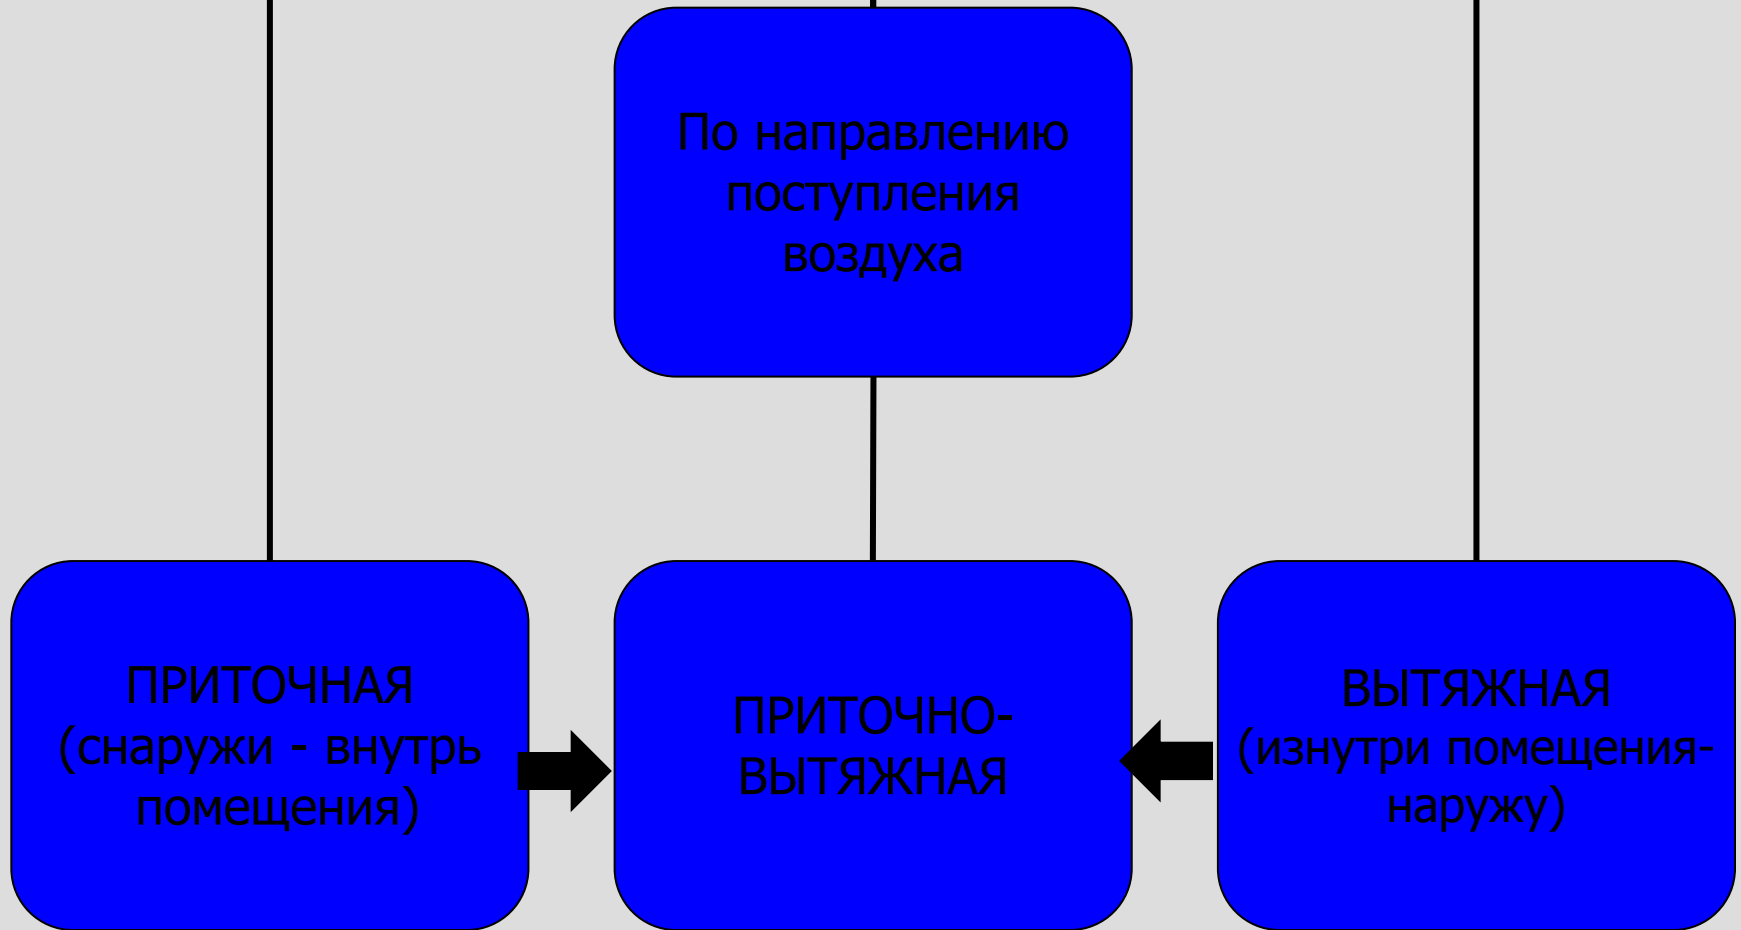 По направлению
поступления
воздуха
ПРИТОЧНАЯ
(снаружи - внутрь
помещения)
ПРИТОЧНО-
ВЫТЯЖНАЯ
ВЫТЯЖНАЯ
(изнутри помещения-
наружу)